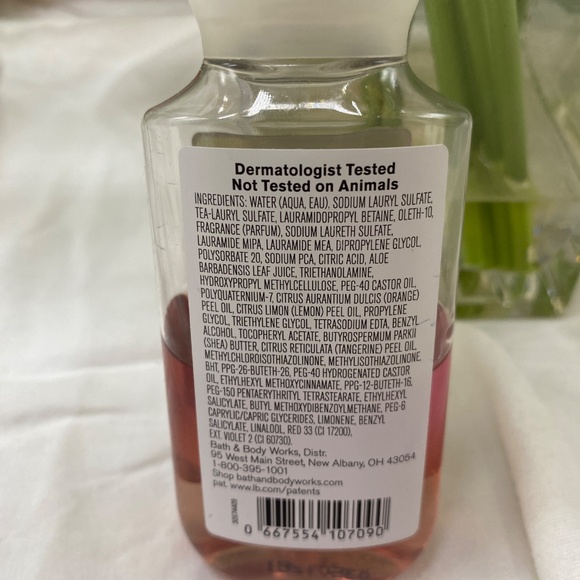 Dermatologist Tested
Not Tested on Animals
INGREDIENTS: WATER (AQUA, EAU), SODIUM LAURYL SULFATE,
TEA-LAURYL SULFATE, LAURAMIDOPROPYL BETAINE, OLETH-10,
FRAGRANCE (PARFUM), SODIUM LAURETH SULFATE,
LAURAMIDE MIPA, LAURAMIDE MEA, DIPROPYLENE GLYCOL,
POLYSORBATE 20, SODIUM PCA, CITRIC ACID, ALOE
BARBADENSIS LEAF JUICE, TRIETHANOLAMINE,
HYDROXYPROPYL METHYLCELLULOSE, PEG-40 CASTOR OIL,
POLYQUATERNIUM-7, CITRUS AURANTIUM DULCIS (ORANGE)
PEEL OIL, CITRUS LIMON (LEMON) PEEL OIL, PROPYLENE
GLYCOL, TRIETHYLENE GLYCOL, TETRASODIUM EDTA, BENZYL
ALCOHOL, TOCOPHERYL ACETATE, BUTYROSPERMUM PARKII
(SHEA) BUTTER, CITRUS RETICULATA (TANGERINE) PEEL OIL,
METHYLCHLOROISOTHIAZOLINONE, METHYLISOTHIAZOLINONE,
BHT, PPG-26-BUTETH-26, PEG-40 HYDROGENATED CASTOR
OIL, ETHYLHEXYL METHOXYCINNAMATE, PPG-12-BUTETH-16,
PEG-150 PENTAERYTHRITYL TETRASTEARATE, ETHYLHEXYL
SALICYLATE, BUTYL METHOXYDIBENZOYLMETHANE, PEG-6
CAPRYLIC/CAPRIC GLYCERIDES, LIMONENE, BENZYL
SALICYLATE, LINALOOL, RED 33 (CI 17200),
EXT. VIOLET 2 (CI 60730).
Bath & Body Works, Distr.
95 West Main Street, New Albany, OH 43054
1-800-395-1001
Shop bathandbodyworks.com
pat. www.lb.com/patents
0 667554 107090